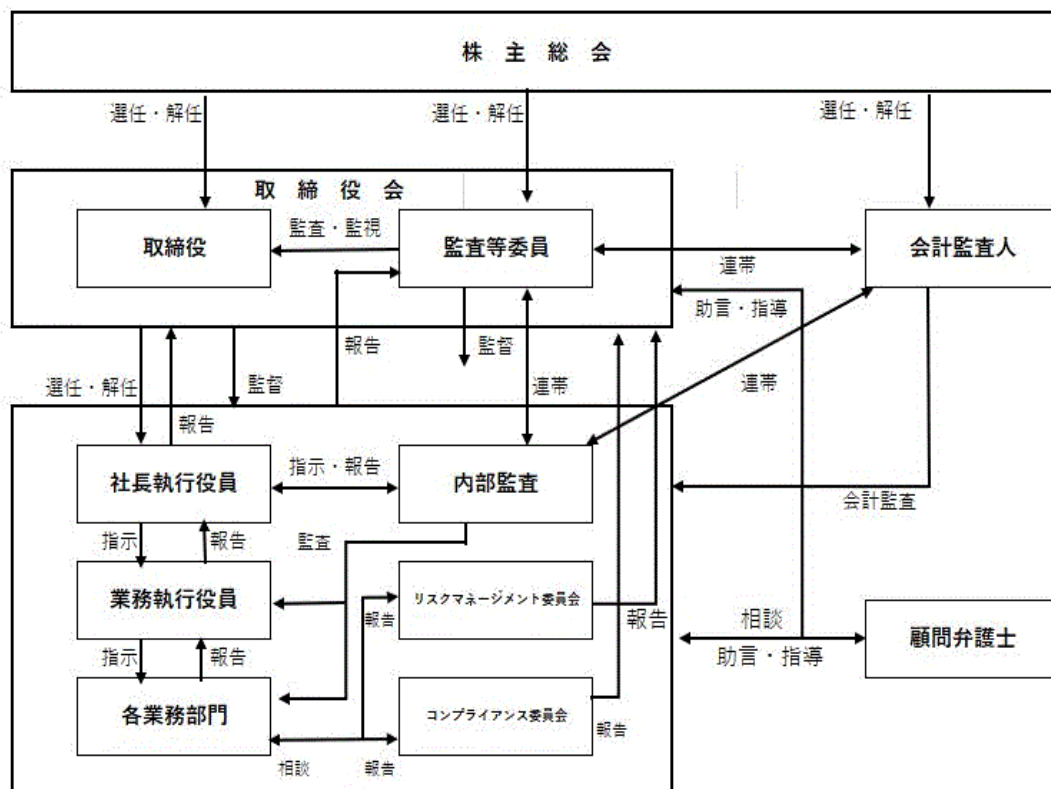 株 主 総 会
選任・解任
選任・解任
選任・解任
取 締 役 会
取締役
監査・監視
監査等委員
会計監査人
連帯
助言・指導
選任・解任
報告
監督
報告
監督
連帯
連帯
社長執行役員
指示・報告
内部監査
会計監査
指示
報告
監査
業務執行役員
リスクマネージメント委員会
報告
報告
相談
助言・指導
顧問弁護士
指示
報告
各業務部門
コンプライアンス委員会
報告
相談
報告